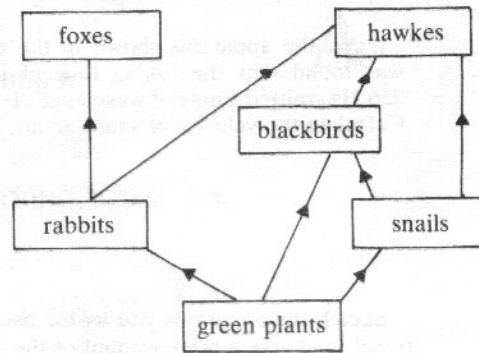 foxes
hawkes
blackbirds
rabbits
snails
green plants